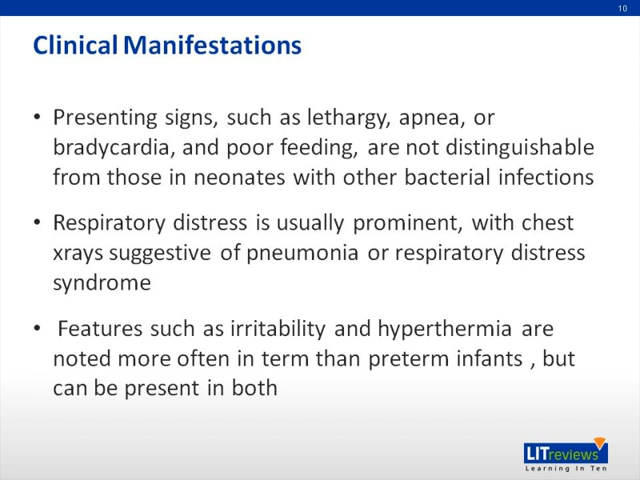 10
Clinical Manifestations
• Presenting signs, such as lethargy, apnea, or
bradycardia, and poor feeding, are not distinguishable
from those in neonates with other bacterial infections
• Respiratory distress is usually prominent, with chest
xrays suggestive of pneumonia or respiratory distress
syndrome
• Features such as irritability and hyperthermia are
noted more often in term than preterm infants , but
can be present in both
LITreviews
Learning In Ten